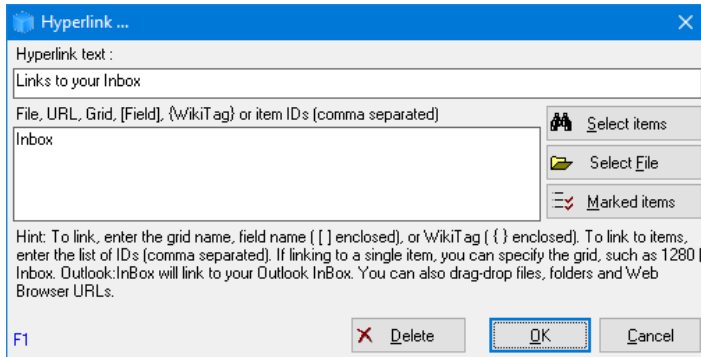 Hyperlink ...
Hyperlink text :
Links to your Inbox
File, URL, Grid, [Field], {WikiTag} or item IDs (comma separated)
Inbox
Select items
Select File
Marked items
Hint: To link, enter the grid name, field name ( [ ] enclosed), or WikiTag ( { } enclosed). To link to items,
enter the list of IDs (comma separated). If linking to a single item, you can specify the grid, such as 1280 |
Inbox. Outlook:InBox will link to your Outlook InBox. You can also drag-drop files, folders and Web
Browser URLs.
F1
Delete
OK
Cancel